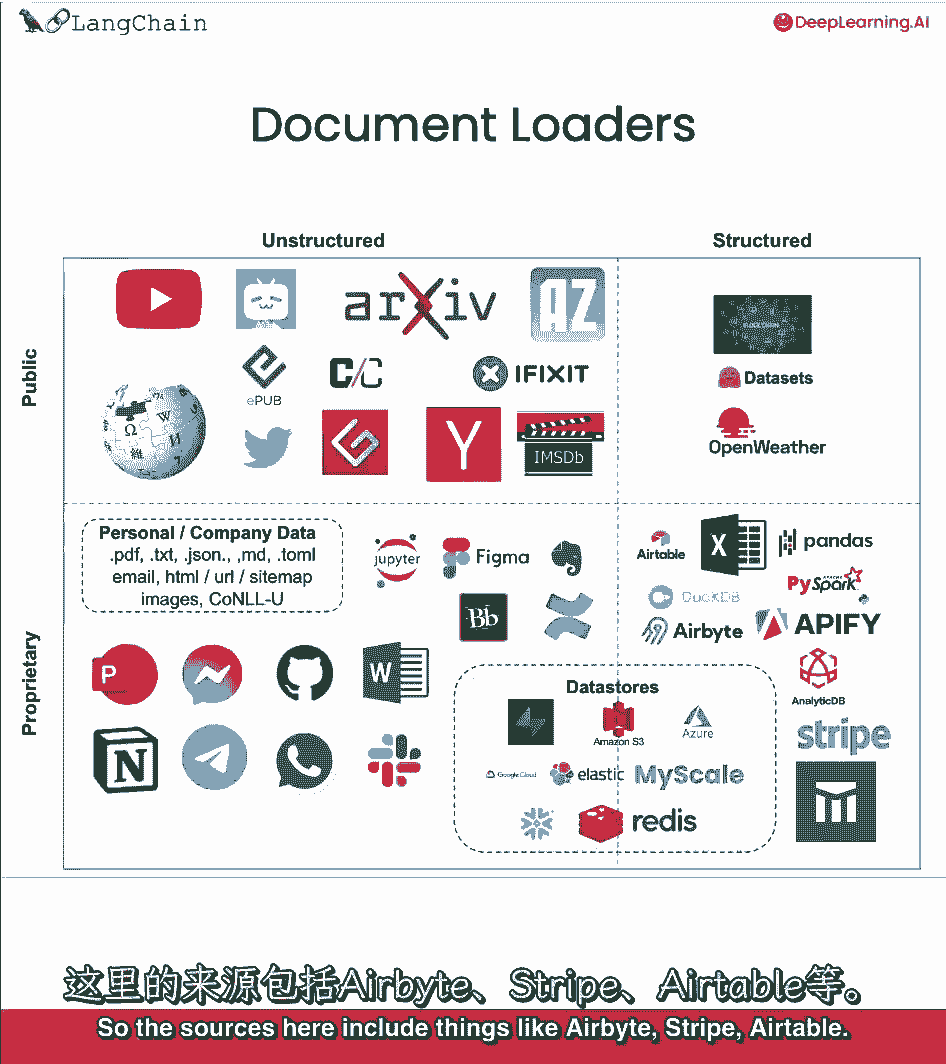 LangChain
DeepLearning.AI
Document Loaders
Unstructured
Structured
Public
arXiv
AZ
ePUB
C/C
IFIXIT
Ω
W
И
維
Y
IMSDb
Datasets
OpenWeather
Proprietary
Personal / Company Data
.pdf, .txt, .json., .md, .toml
email, html / url / sitemap
images, CoNLL-U
jupyter
Figma
Bb
Airtable
X
pandas
DuckDB
PySpark
Airbyte
APIFY
P
W
N
Datastores
Amazon S3
Azure
Google Cloud
elastic
MyScale
redis
AnalyticDB
stripe
这里的来源包括Airbyte、Stripe、Airtable等。
So the sources here include things like Airbyte, Stripe, Airtable.